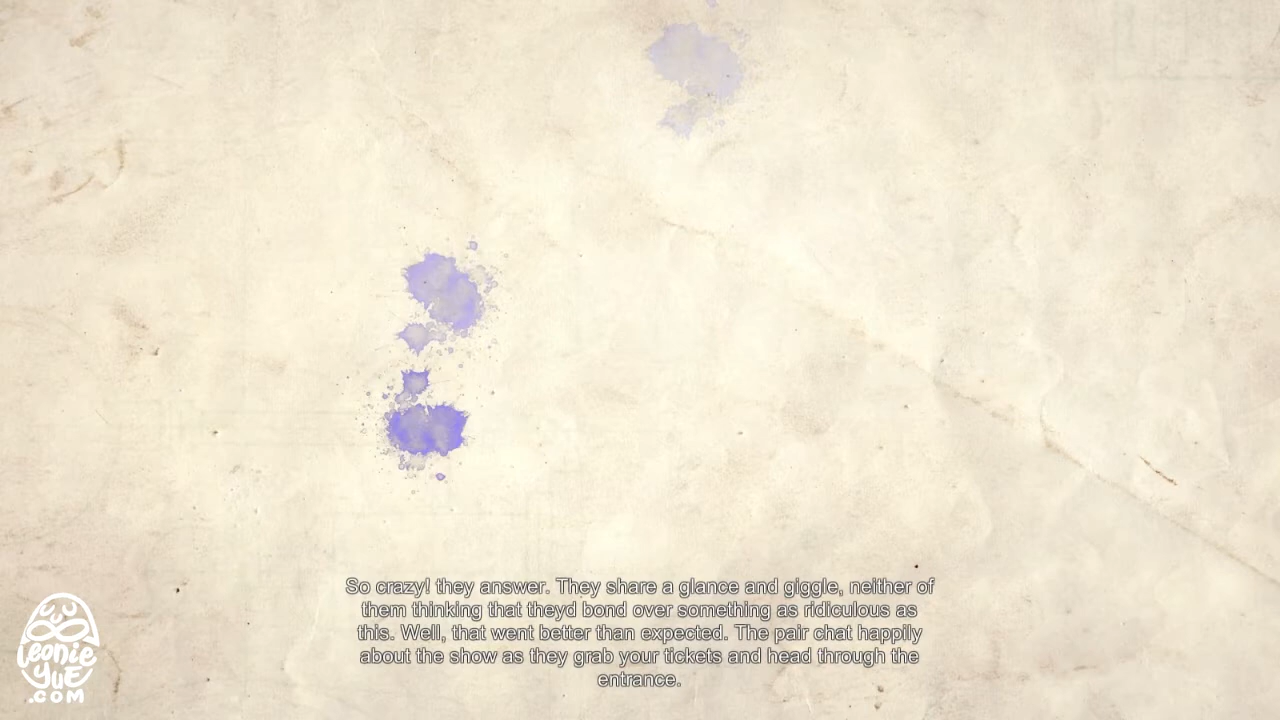 So crazy! they answer. They share a glance and giggle, neither of
them thinking that theyd bond over something as ridiculous as
this. Well, that went better than expected. The pair chat happily
about the show as they grab your tickets and head through the
entrance.
Leonie
YUE
.COM